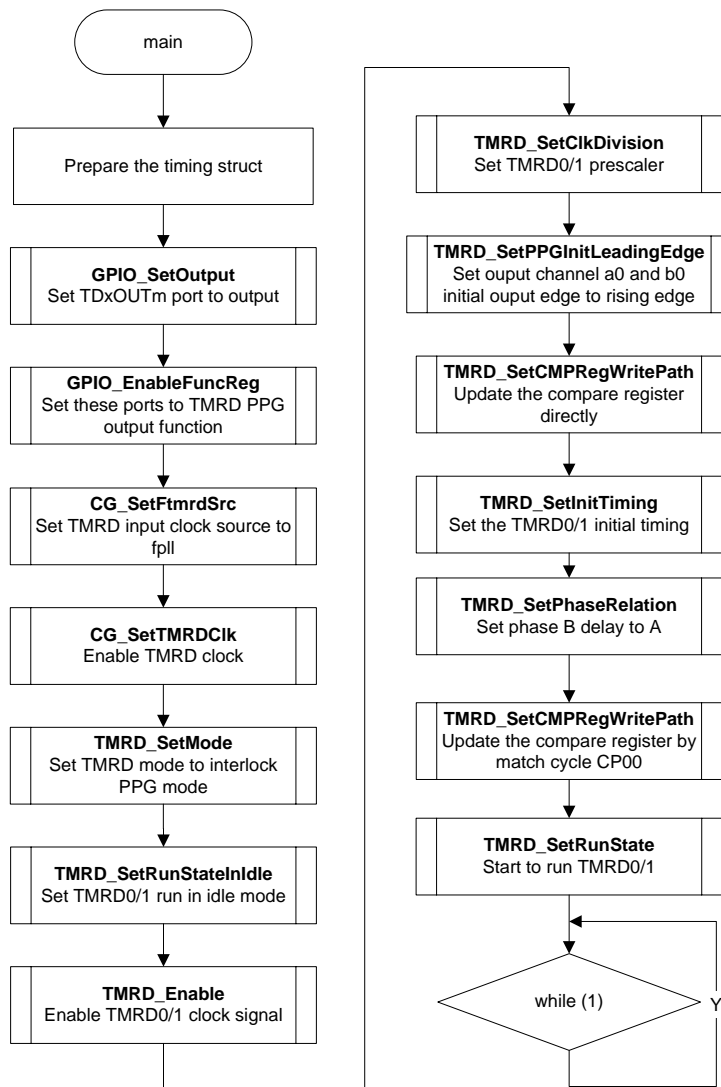 main
Prepare the timing struct
GPIO_SetOutput
Set TDxOUTm port to output
GPIO_EnableFuncReg
Set these ports to TMRD PPG
output function
CG_SetFtmrdSrc
Set TMRD input clock source to
fpll
CG_SetTMRDClk
Enable TMRD clock
TMRD_SetMode
Set TMRD mode to interlock
PPG mode
TMRD_SetRunStateInIdle
Set TMRD0/1 run in idle mode
TMRD_Enable
Enable TMRD0/1 clock signal
TMRD_SetClkDivision
Set TMRD0/1 prescaler
TMRD_SetPPGInitLeadingEdge
Set ouput channel a0 and b0
initial ouput edge to rising edge
TMRD_SetCMPRegWritePath
Update the compare register
directly
TMRD_SetInitTiming
Set the TMRD0/1 initial timing
TMRD_SetPhaseRelation
Set phase B delay to A
TMRD_SetCMPRegWritePath
Update the compare register by
match cycle CP00
TMRD_SetRunState
Start to run TMRD0/1
while (1)
Y